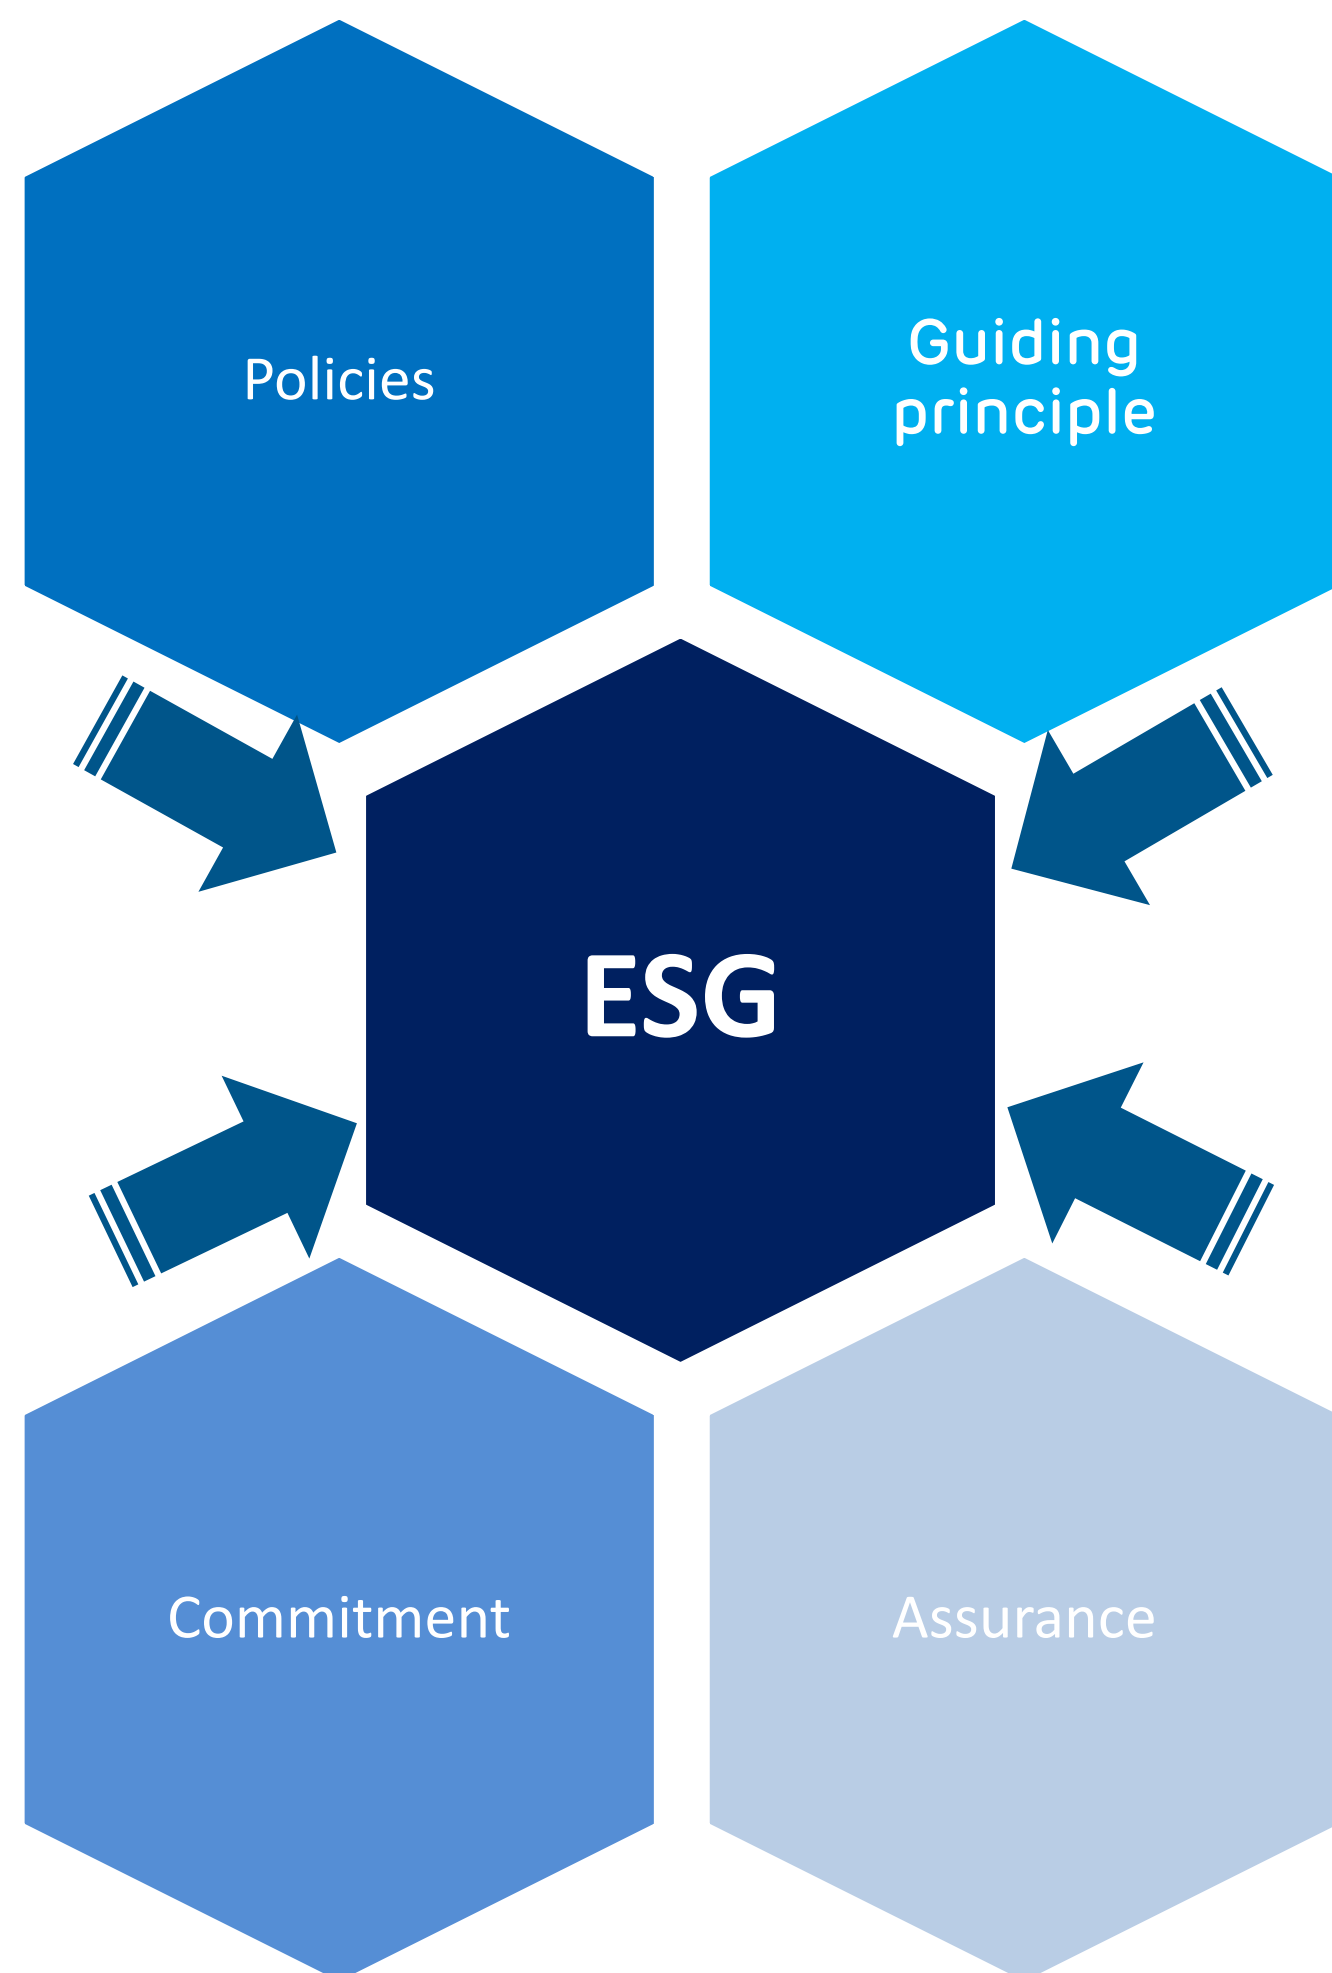 Policies
Guiding
principle
ESG
Commitment
Assurance